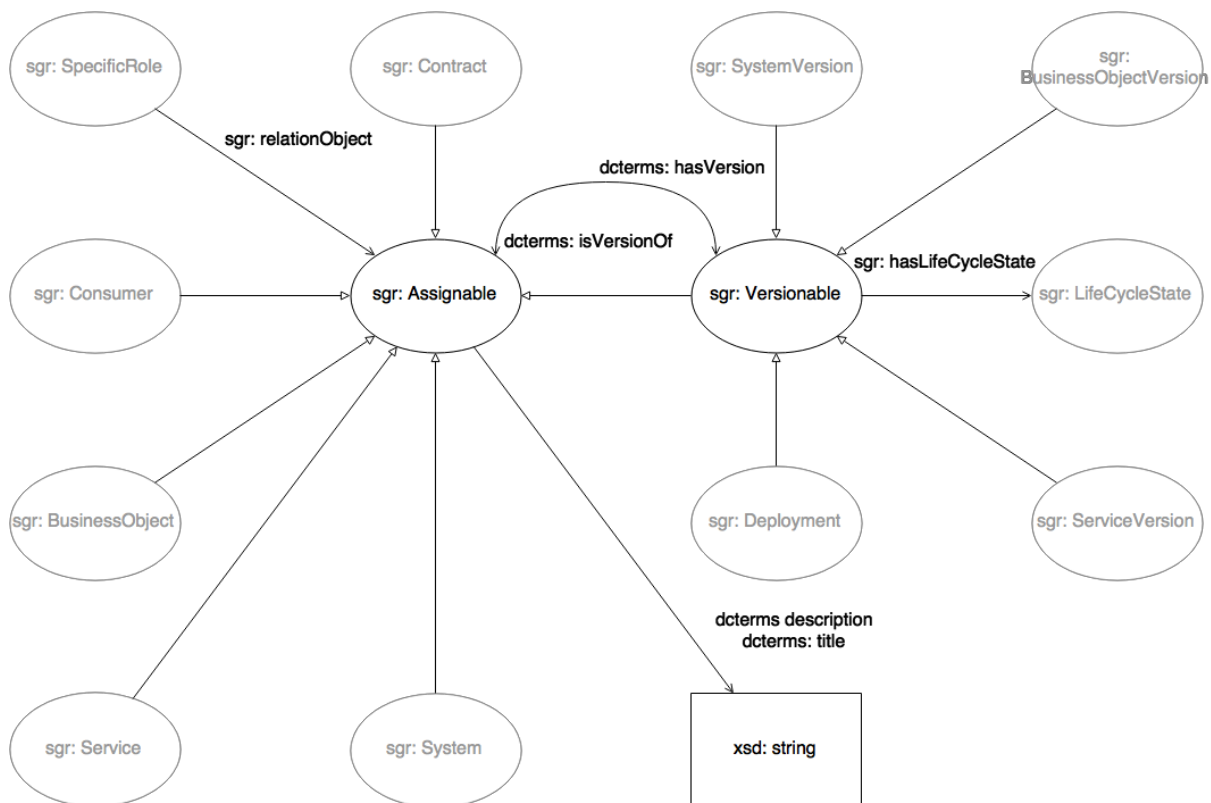 sgr: SpecificRole
sgr: Contract
sgr: SystemVersion
sgr:
BusinessObjectVersion
sgr: relationObject
dcterms: hasVersion
dcterms: isVersionOf
sgr: hasLifeCycleState
sgr: Consumer
sgr: Assignable
sgr: Versionable
sgr: LifeCycleState
sgr: BusinessObject
sgr: Deployment
sgr: ServiceVersion
dcterms description
dcterms: title
sgr: Service
sgr: System
xsd: string